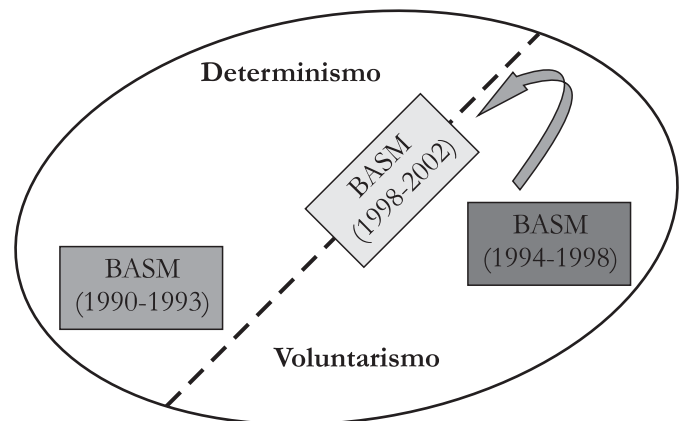 Determinismo
BASM
(1998-2002)
BASM
(1994-1998)
BASM
(1990-1993)
Voluntarismo